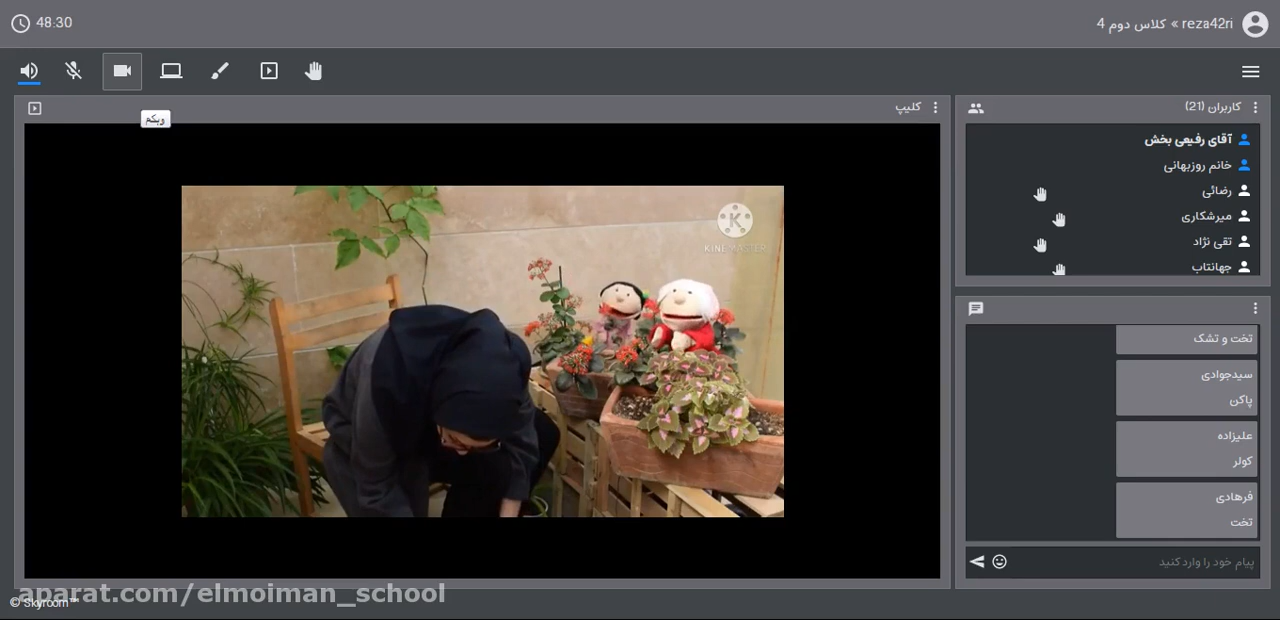 48:30
reza42ri » کلاس دوم 4
وبکم
کلیپ
K
KINEMASTER
کاربران (21)
آقای رفیعی بخش
خانم روزبهانی
رضائی
میرشکاری
تقی نژاد
جهانتاب
تخت و تشک
سیدجوادی
پاکن
علیزاده
کولر
فرهادی
تخت
پیام خود را وارد کنید
aparat.com/elmoiman_school
© Skyroom™